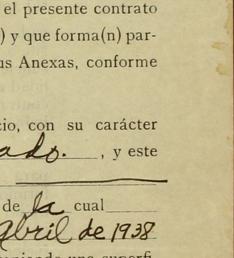 el presente contrato
) y que forma(n) par-
us Anexas, conforme
cio, con su carácter
ado. , y este
de la cual
abril de 1938